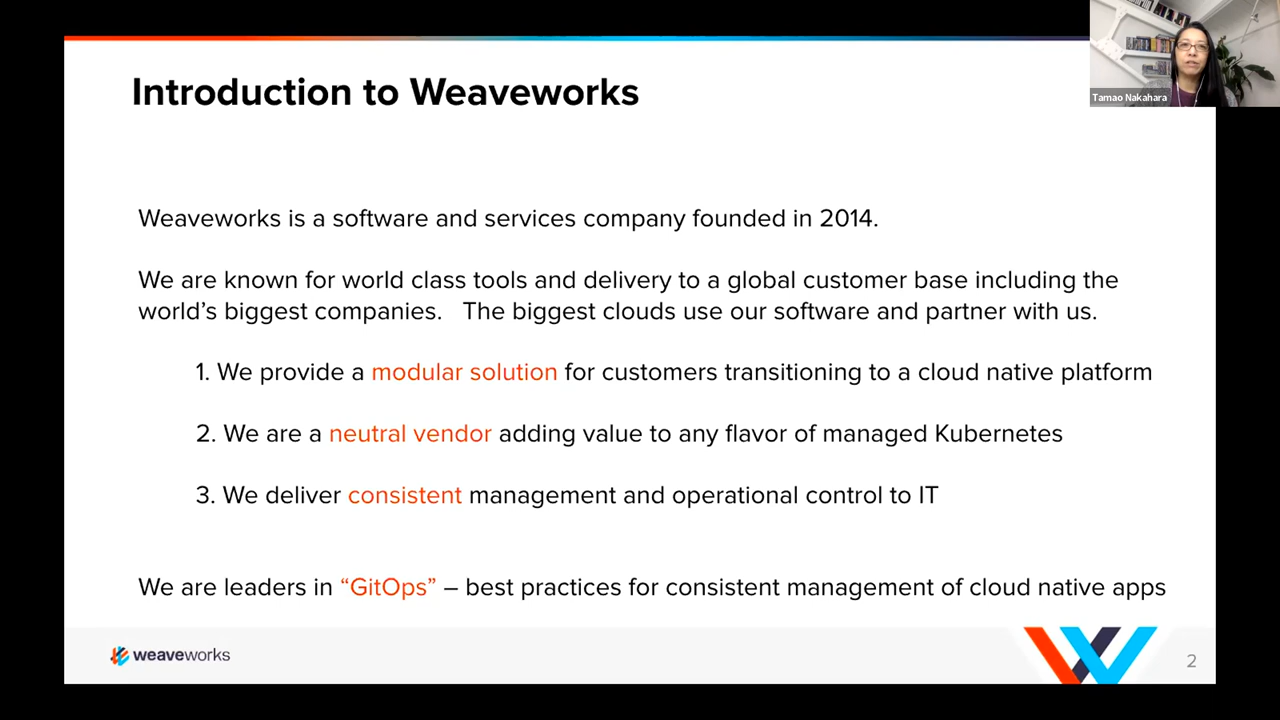 Introduction to Weaveworks
Tamao Nakahara
Weaveworks is a software and services company founded in 2014.
We are known for world class tools and delivery to a global customer base including the
world’s biggest companies.   The biggest clouds use our software and partner with us.
1. We provide a modular solution for customers transitioning to a cloud native platform
2. We are a neutral vendor adding value to any flavor of managed Kubernetes
3. We deliver consistent management and operational control to IT
We are leaders in “GitOps” – best practices for consistent management of cloud native apps
weaveworks
2